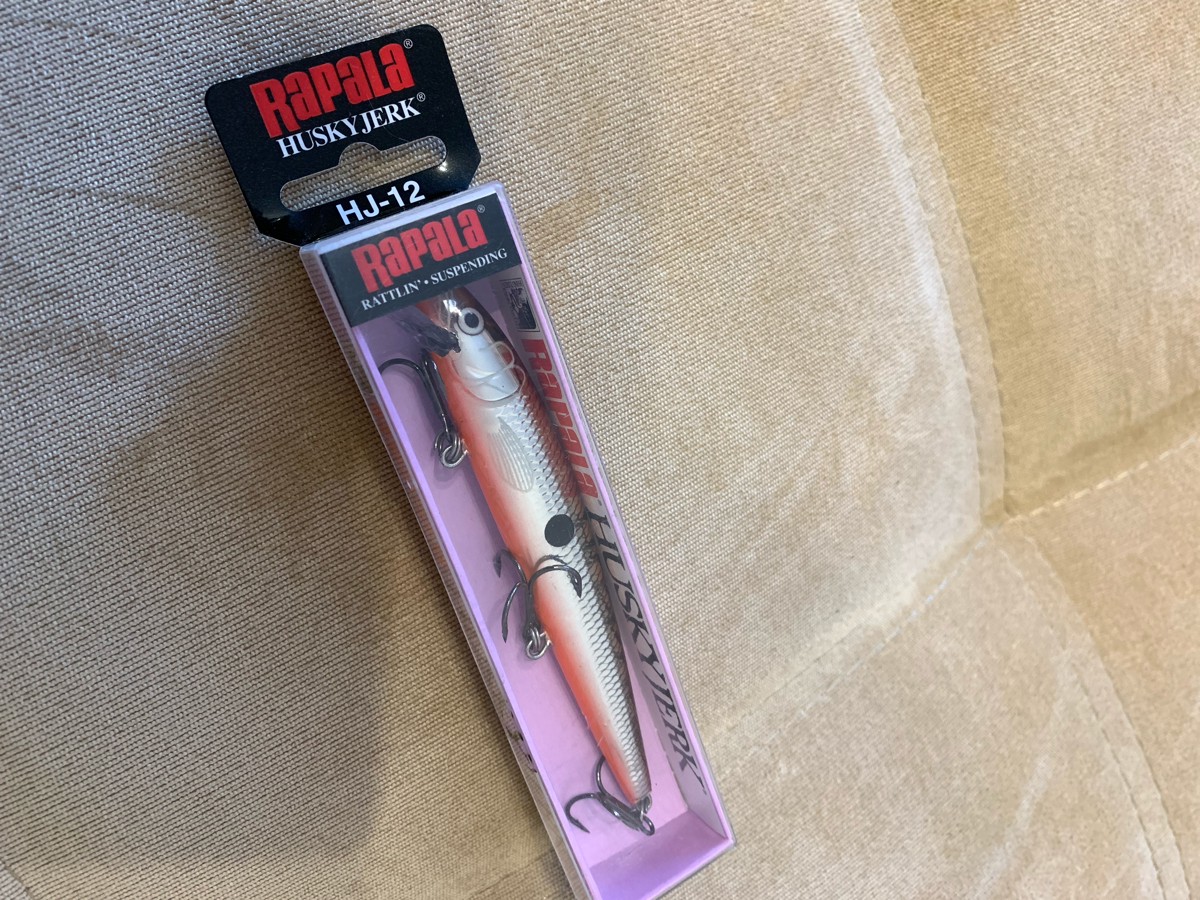 RAPALA®
HUSKY JERK®
HJ-12
RAPALA®
RATTLIN' • SUSPENDING
RAPALA HUSKY JERK